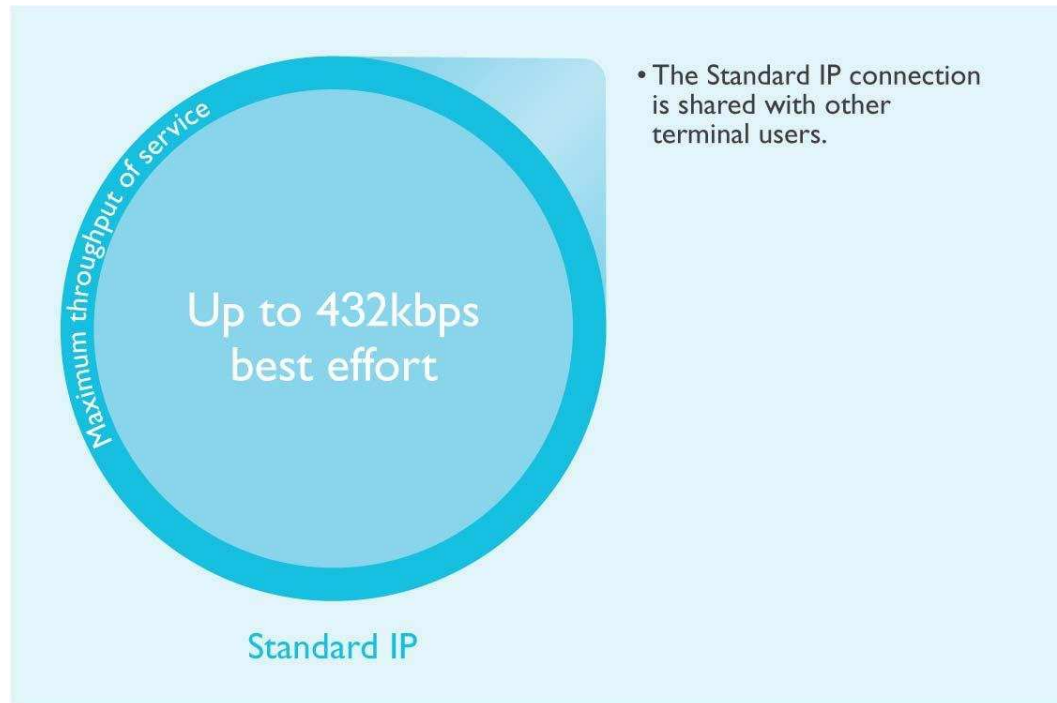 Maximum throughput of service
Up to 432kbps
best effort
Standard IP
• The Standard IP connection
is shared with other
terminal users.